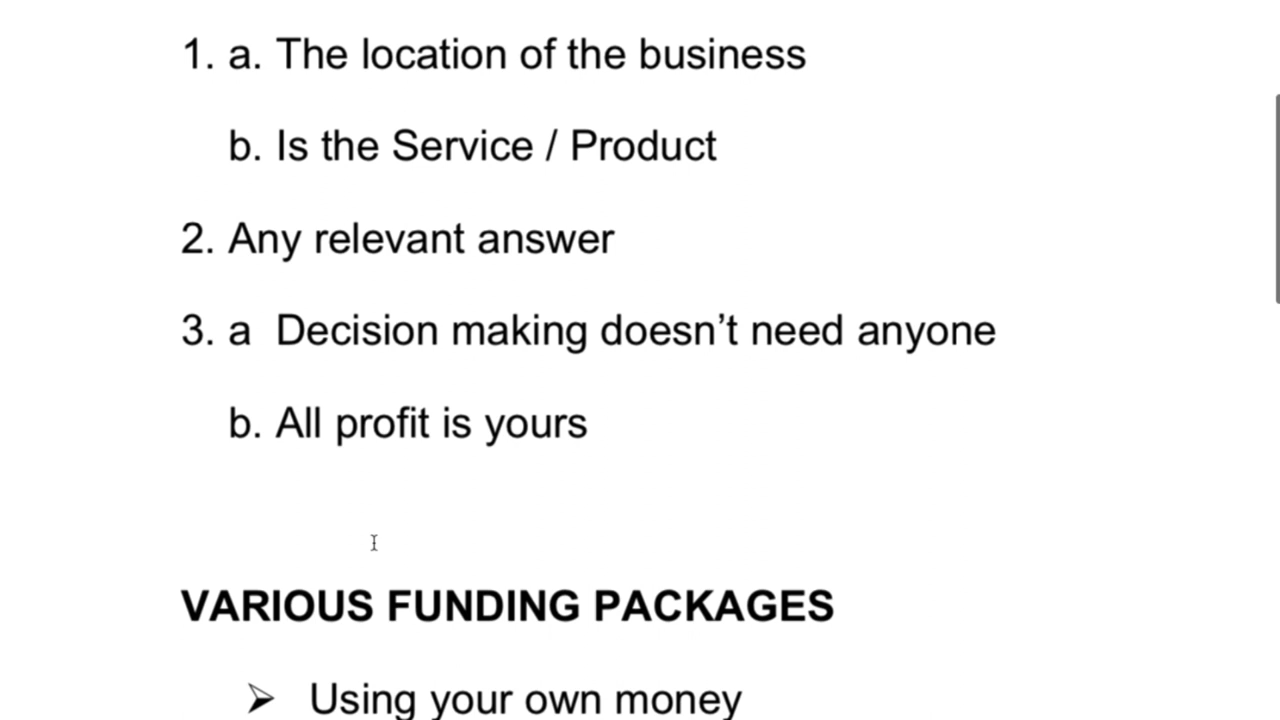 1. a. The location of the business
b. Is the Service / Product
2. Any relevant answer
3. a Decision making doesn’t need anyone
b. All profit is yours
VARIOUS FUNDING PACKAGES
➢ Using your own money